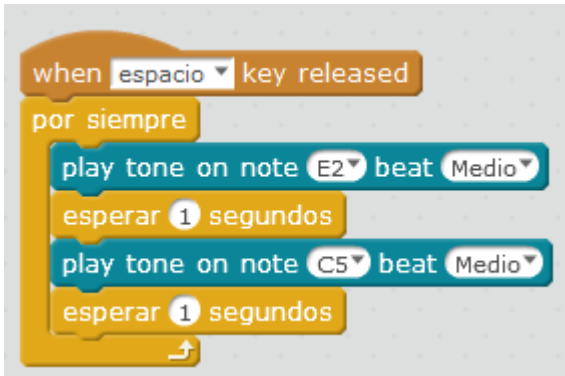 when espacio key released
por siempre
play tone on note E2 beat Medio
esperar 1 segundos
play tone on note C5 beat Medio
esperar 1 segundos